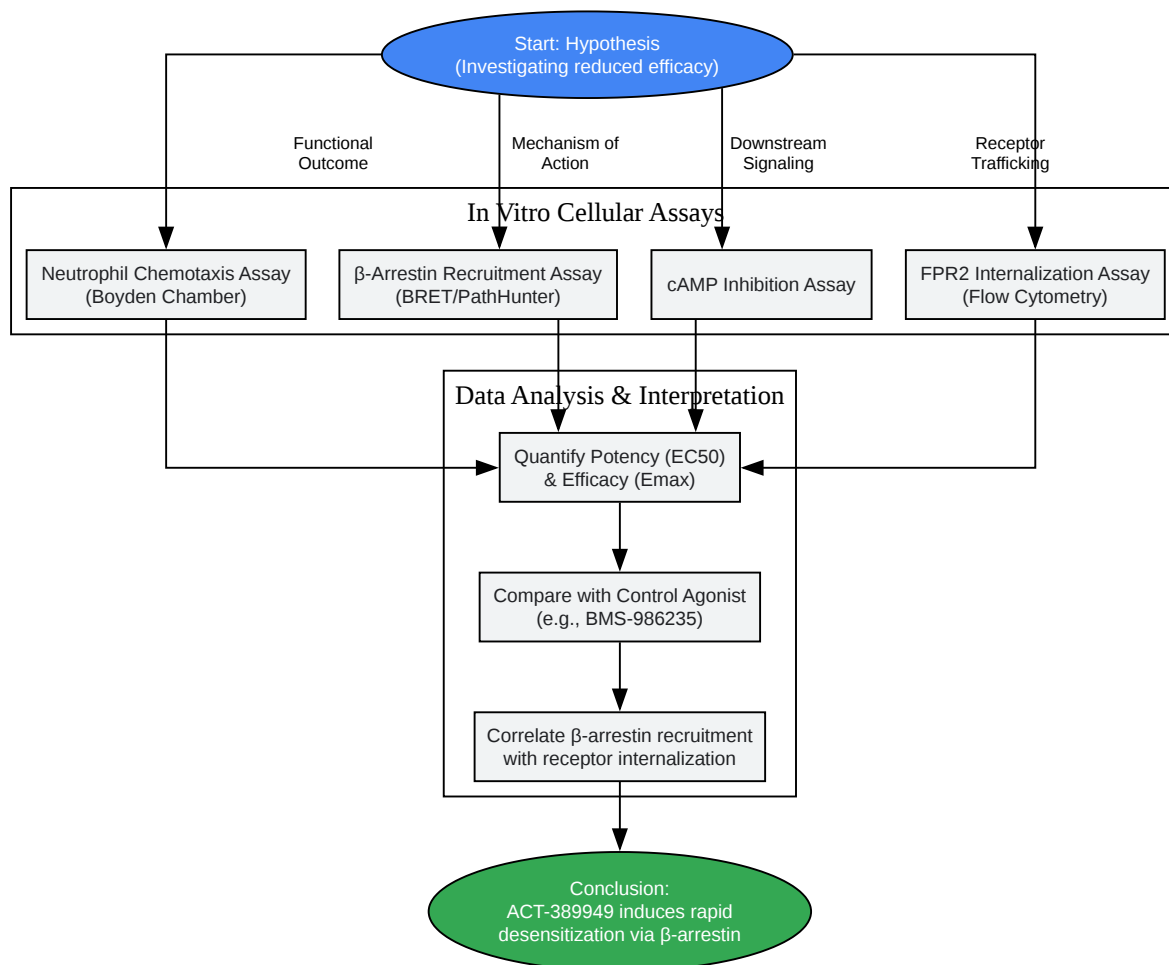 Start: Hypothesis
(Investigating reduced efficacy)
Functional
Outcome
Mechanism of
Action
Downstream
Signaling
Receptor
Trafficking
In Vitro Cellular Assays
Neutrophil Chemotaxis Assay
(Boyden Chamber)
β-Arrestin Recruitment Assay
(BRET/PathHunter)
cAMP Inhibition Assay
FPR2 Internalization Assay
(Flow Cytometry)
Data Analysis & Interpretation
Quantify Potency (EC50)
& Efficacy (Emax)
Compare with Control Agonist
(e.g., BMS-986235)
Correlate β-arrestin recruitment
with receptor internalization
Conclusion:
ACT-389949 induces rapid
desensitization via β-arrestin